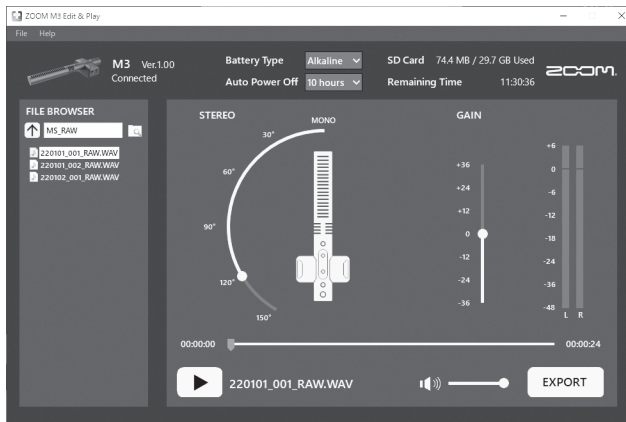 ZOOM M3 Edit & Play
File Help
M3 Ver.1.00
Connected
Battery Type Alkaline
Auto Power Off 10 hours
SD Card 74.4 MB / 29.7 GB Used
Remaining Time 11:30:36
ZOOM
FILE BROWSER
MS_RAW
220101_001_RAW.WAV
220101_002_RAW.WAV
220102_001_RAW.WAV
STEREO
MONO
30°
60°
90°
120°
150°
GAIN
+36
+24
+12
0
-12
-24
-36
+6
0
-6
-12
-18
-24
-36
-48
L R
00:00:00
00:00:24
220101_001_RAW.WAV
EXPORT